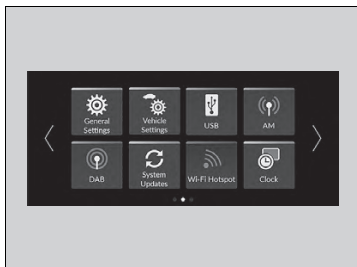 General
Settings
Vehicle
Settings
USB
AM
DAB
System
Updates
Wi-Fi Hotspot
Clock